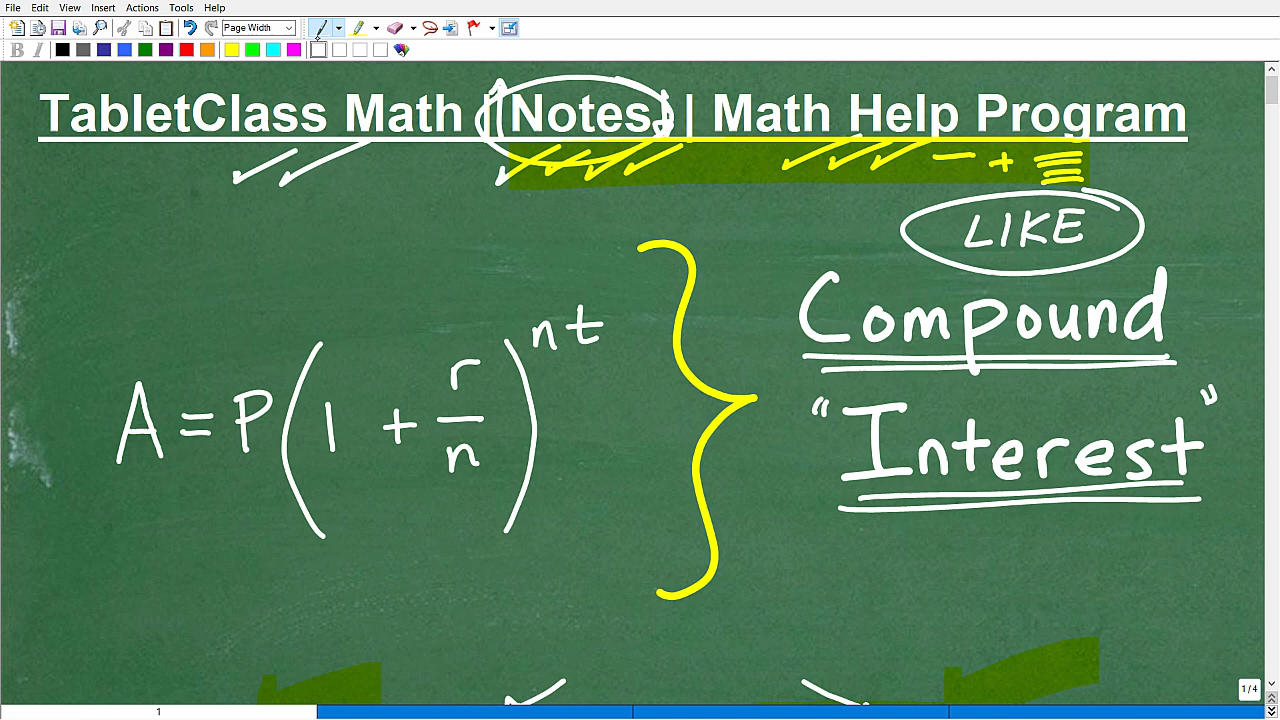 File Edit View Insert Actions Tools Help
Page Width
B I
TabletClass Math | Notes | Math Help Program
LIKE
Compound
"Interest"
A = P(1 + r/n)^nt
1/4
1